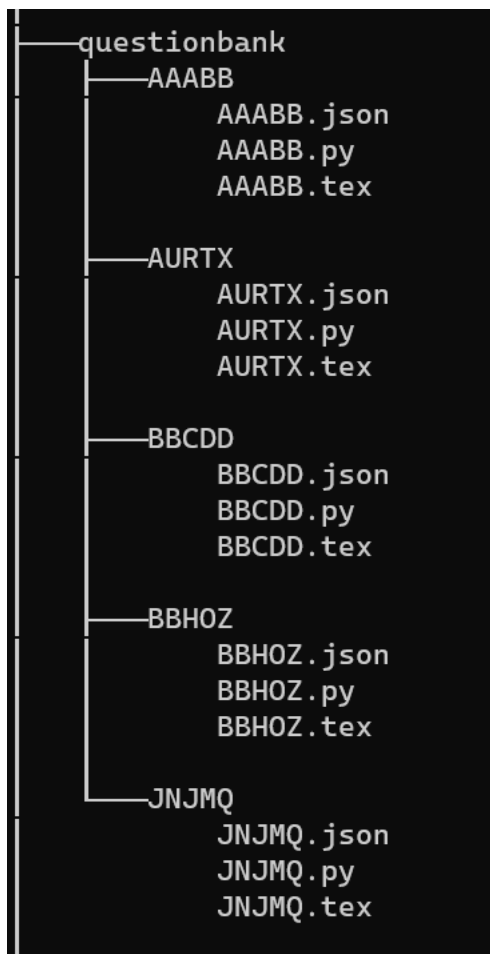 questionbank
AAABB
AAABB.json
AAABB.py
AAABB.tex
AURTX
AURTX.json
AURTX.py
AURTX.tex
BBCDD
BBCDD.json
BBCDD.py
BBCDD.tex
BBHOZ
BBHOZ.json
BBHOZ.py
BBHOZ.tex
JNJMQ
JNJMQ.json
JNJMQ.py
JNJMQ.tex